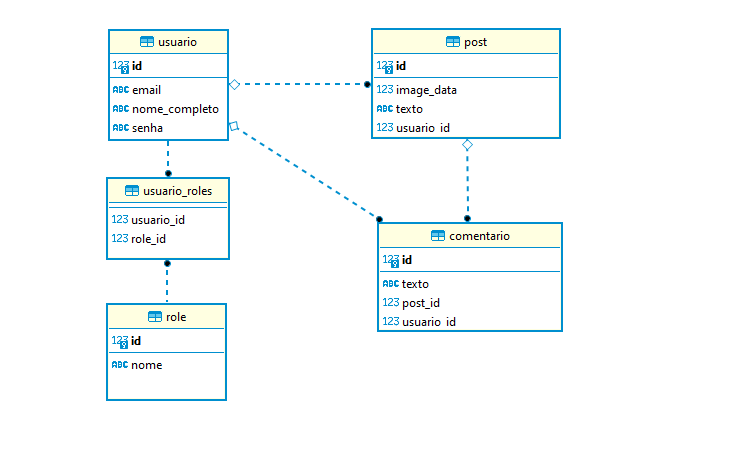 usuario
123 id
ABC email
ABC nome_completo
ABC senha
post
123 id
123 image_data
ABC texto
123 usuario_id
usuario_roles
123 usuario_id
123 role_id
comentario
123 id
ABC texto
123 post_id
123 usuario_id
role
123 id
ABC nome